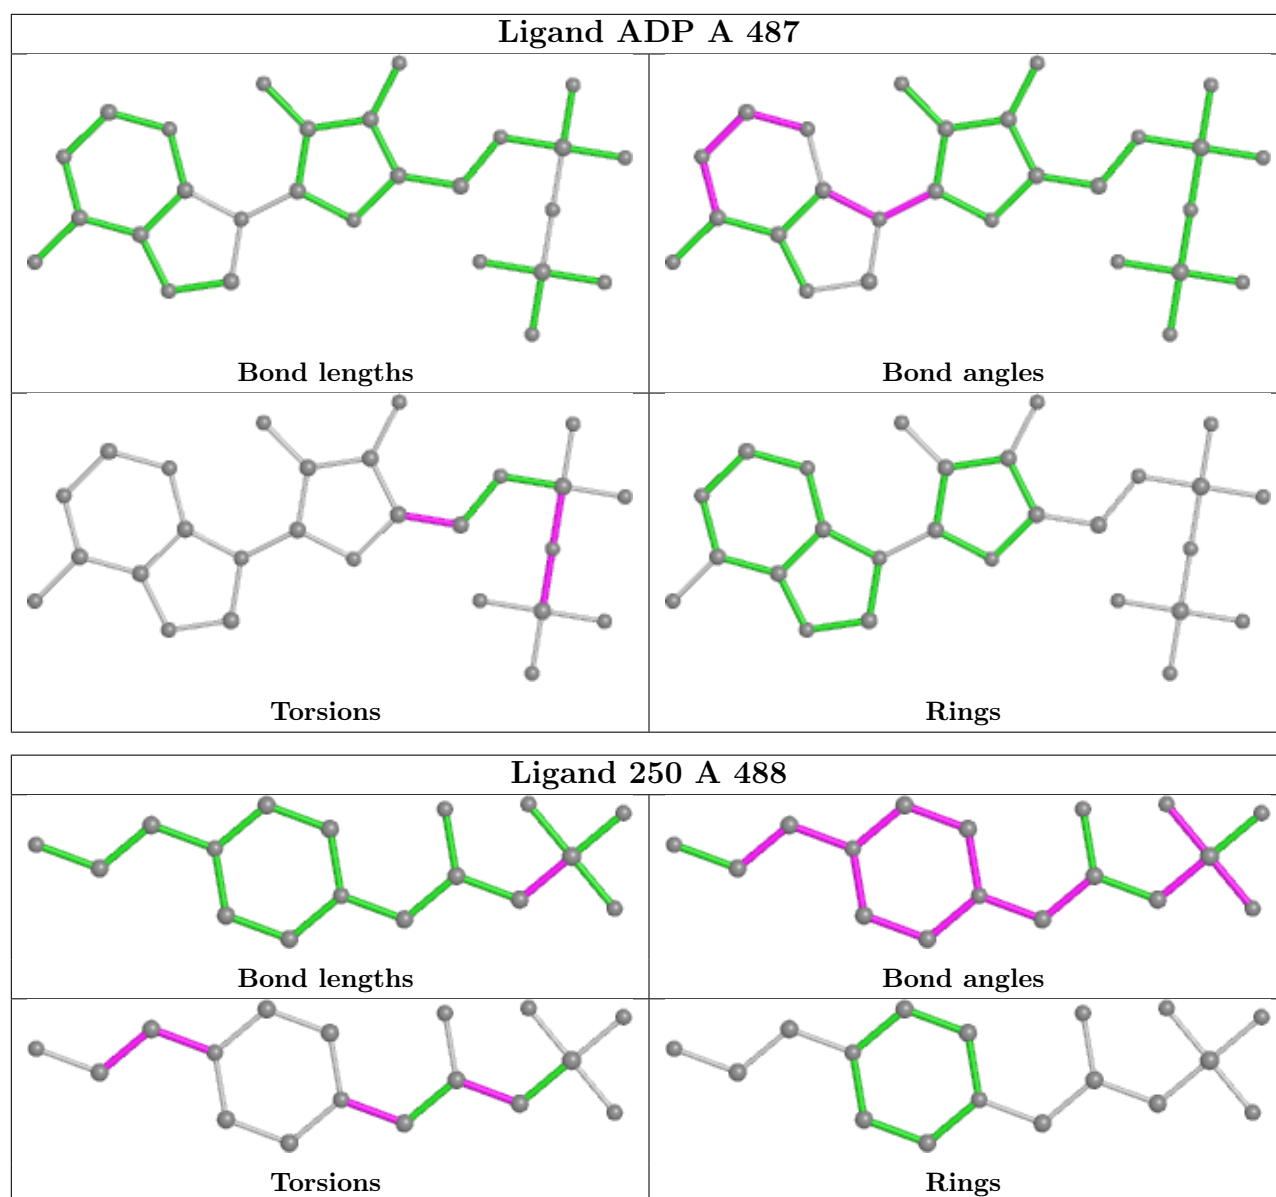 Ligand ADP A 487
Bond lengths
Bond angles
Torsions
Rings
Ligand 250 A 488
Bond lengths
Bond angles
Torsions
Rings